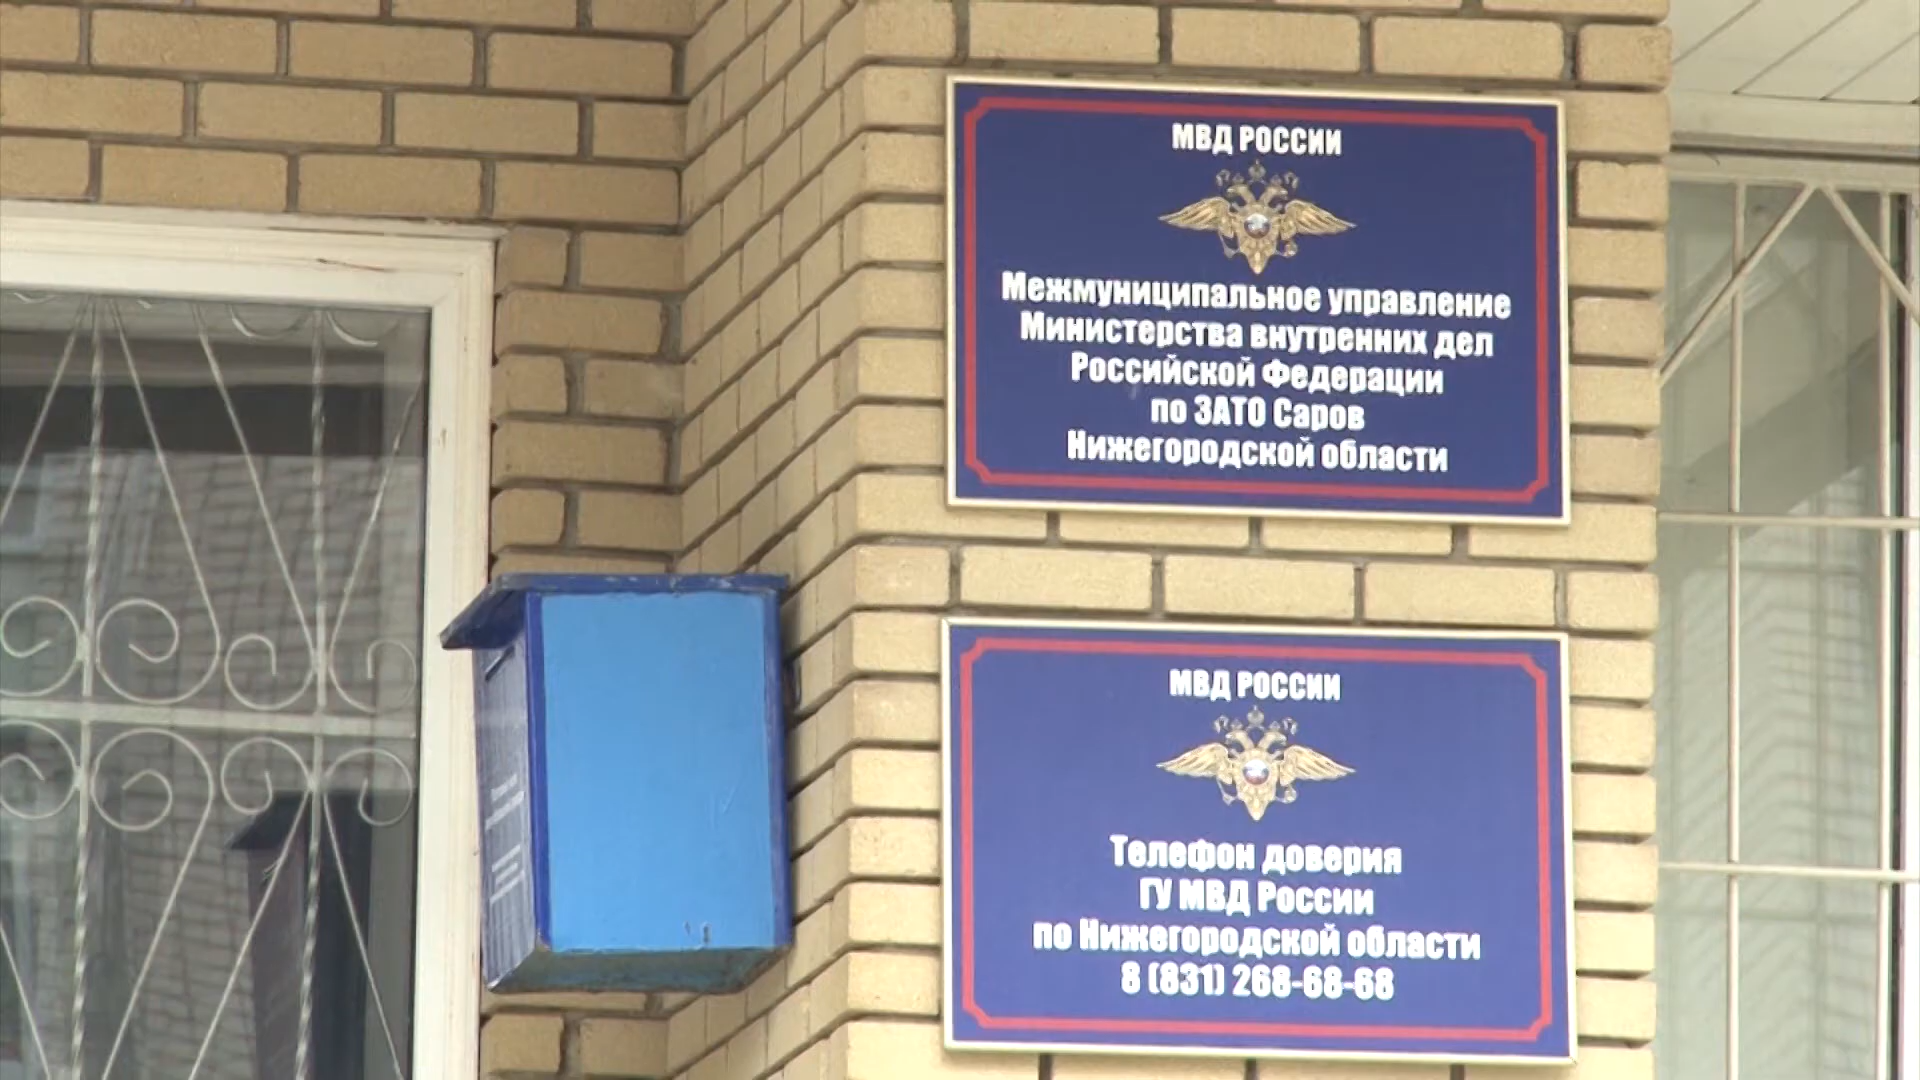 МВД РОССИИ
Межмуниципальное управление
Министерства внутренних дел
Российской Федерации
по ЗАТО Саров
Нижегородской области
МВД РОССИИ
Телефон доверия
ГУ МВД России
по Нижегородской области
8 (831) 268-68-68